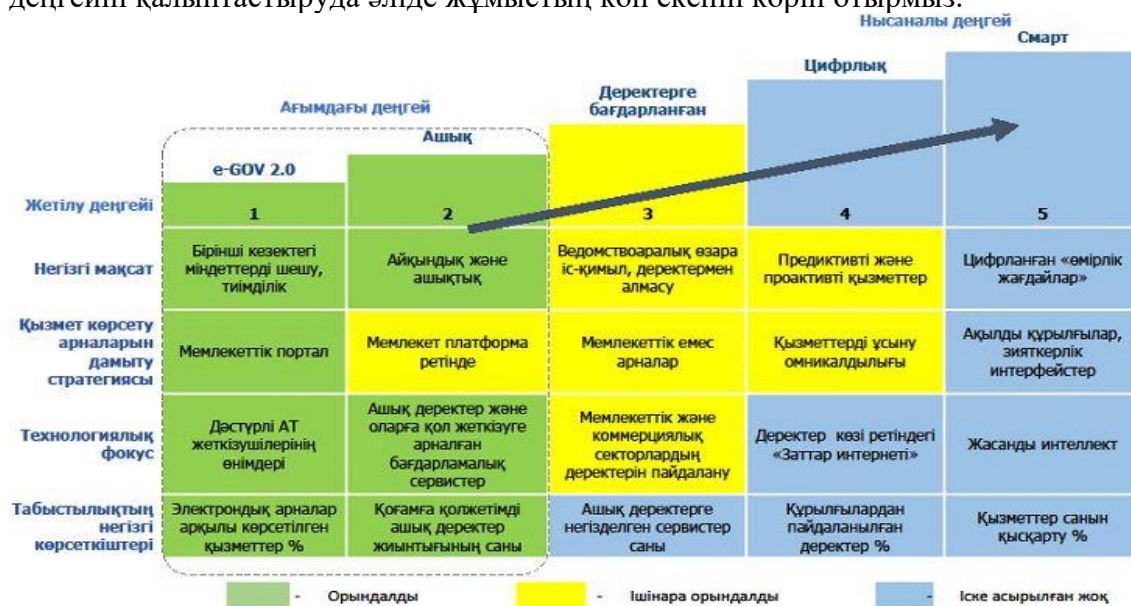 деңгейін қалыптастыруда әлде жұмыстың көп екенін көріп отырмыз.
Нысаналы деңгей
Смарт
Цифрлық
Деректерге
бағдарланған
Ағымдағы деңгей
Ашық
e-GOV 2.0
Жетілу деңгейі
1
2
3
4
5
Негізгі мақсат
Бірінші кезектегі
міндеттерді шешу,
тиімділік
Айқындық және
ашықтық
Ведомствоаралық өзара
іс-қимыл, деректермен
алмасу
Предиктивті және
проактивті қызметтер
Цифрланған «өмірлік
жағдайлар»
Қызмет көрсету
арналарын
дамыту
стратегиясы
Мемлекеттік портал
Мемлекет платформа
ретінде
Мемлекеттік емес
арналар
Қызметтерді ұсыну
омникалдылығы
Ақылды құрылғылар,
зияткерлік
интерфейстер
Технологиялық
фокус
Дәстүрлі АТ
жеткізушілерінің
өнімдері
Ашық деректер және
оларға қол жеткізуге
арналған
бағдарламалық
сервистер
Мемлекеттік және
коммерциялық
секторлардың
деректерін пайдалану
Деректер көзі ретіндегі
«Заттар интернеті»
Жасанды интеллект
Табыстылықтың
негізгі
көрсеткіштері
Электрондық арналар
арқылы көрсетілген
қызметтер %
Қоғамға қолжетімді
ашық деректер
жиынтығының саны
Ашық деректерге
негізделген сервистер
саны
Құрылғылардан
пайдаланылған
деректер %
Қызметтер санын
қысқарту %
- Орындалды
- Ішінара орындалды
- Іске асырылған жоқ